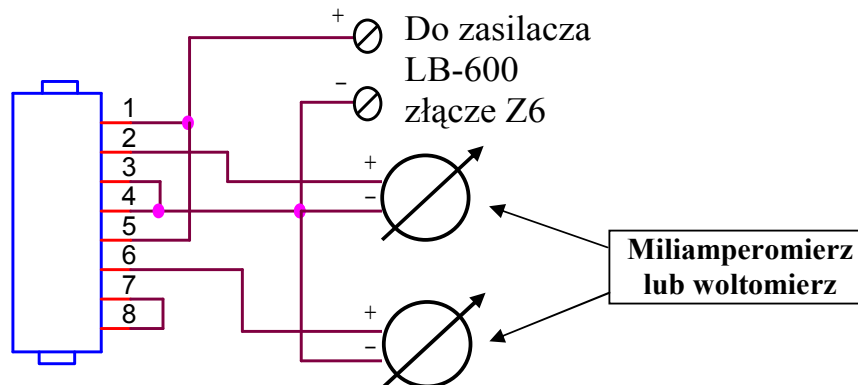 +
Do zasilacza
LB-600
−
złącze Z6
1
2
3
4
5
6
7
8
+
−
+
−
Miliamperomierz
lub woltomierz